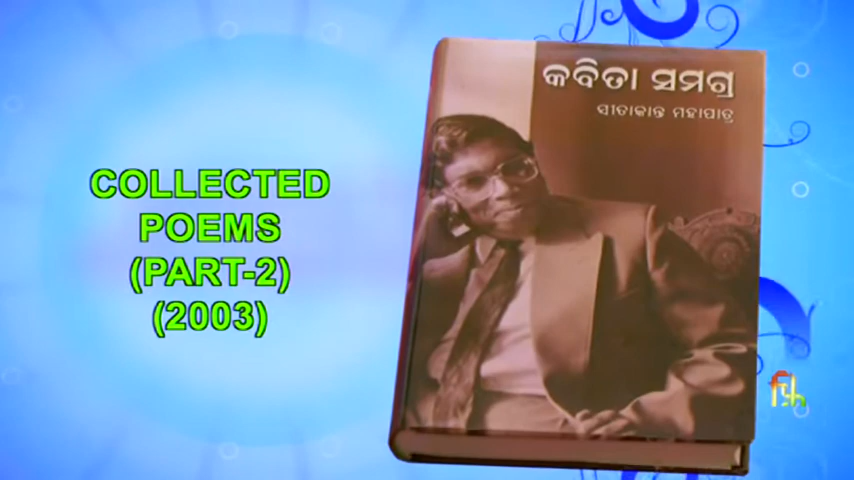 COLLECTED
POEMS
(PART-2)
(2003)
କବିତା ସମଗ୍ର
ସୀତାକାନ୍ତ ମହାପାତ୍ର